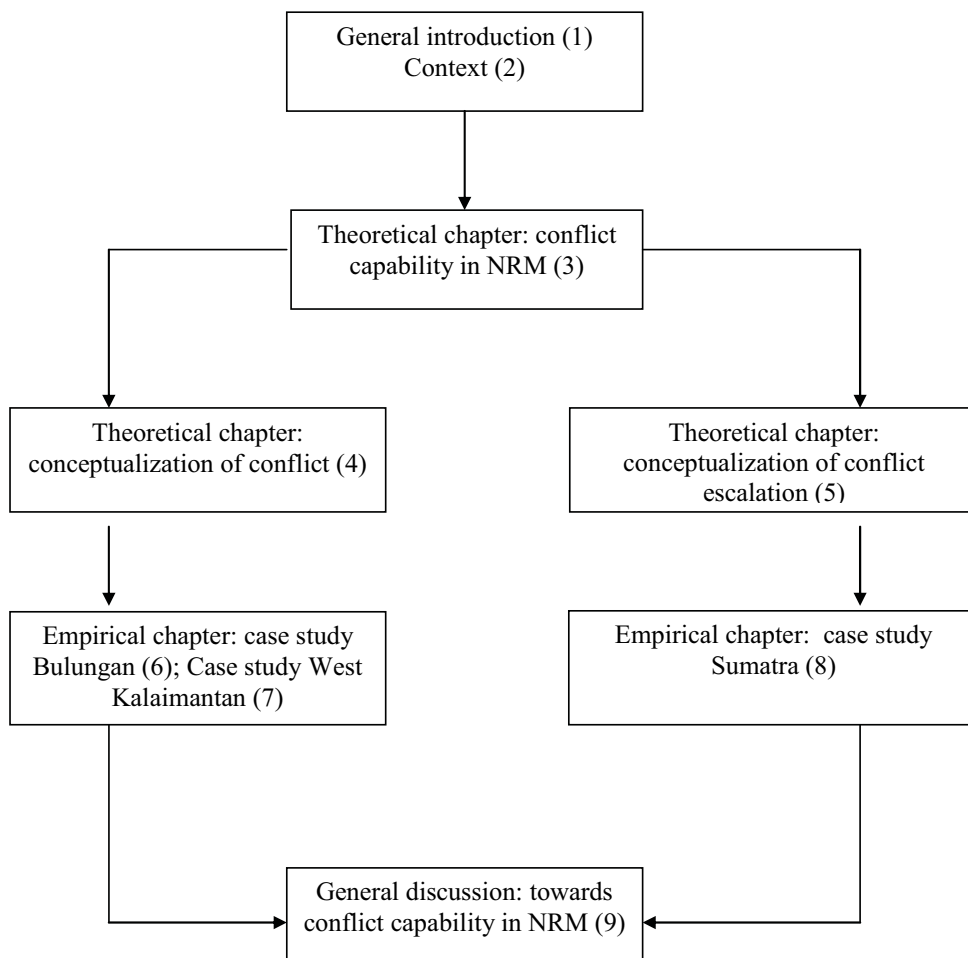 General introduction (1)
Context (2)
Theoretical chapter: conflict
capability in NRM (3)
Theoretical chapter:
conceptualization of conflict (4)
Theoretical chapter:
conceptualization of conflict
escalation (5)
Empirical chapter: case study
Bulungan (6); Case study West
Kalaimantan (7)
Empirical chapter:  case study
Sumatra (8)
General discussion: towards
conflict capability in NRM (9)